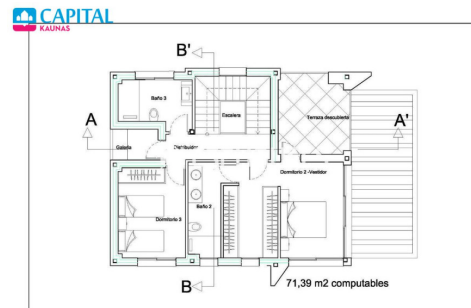 CAPITAL
KAUNAS
B'
Baño 3
Escalera
Terraza descubierta
A
A'
Galería
Distribuidor
Dormitorio 2 -Vestidor
Baño 2
Dormitorio 3
B
71,39 m2 computables